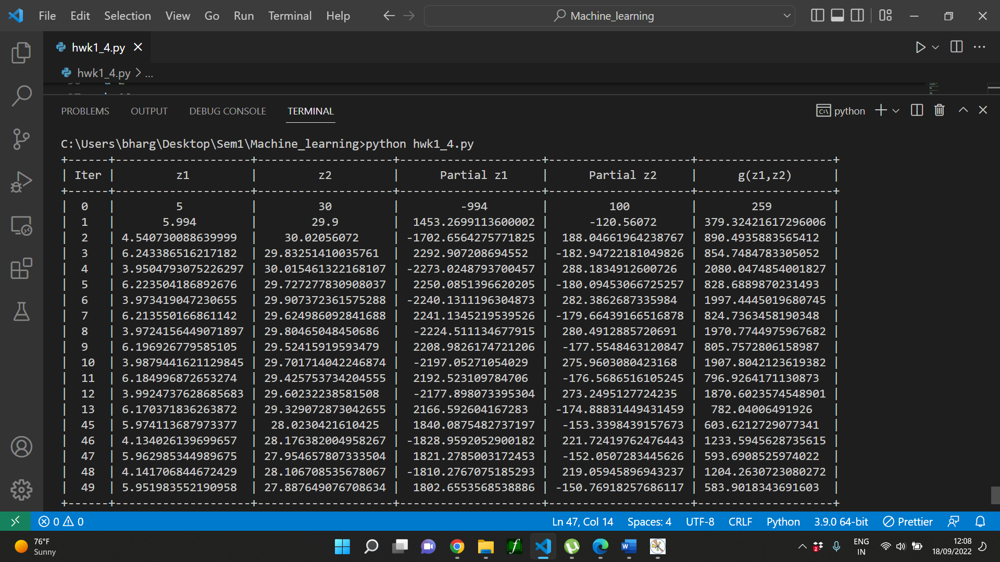 File Edit Selection View Go Run Terminal Help Machine_learning
hwk1_4.py
hwk1_4.py > ...
PROBLEMS OUTPUT DEBUG CONSOLE TERMINAL python
C:\Users\bharg\Desktop\Sem1\Machine_learning>python hwk1_4.py
+------+--------------------+--------------------+---------------------+---------------------+--------------------+
| Iter | z1 | z2 | Partial z1 | Partial z2 | g(z1,z2) |
+------+--------------------+--------------------+---------------------+---------------------+--------------------+
| 0 | 5 | 30 | -994 | 100 | 259 |
| 1 | 5.994 | 29.9 | 1453.2699113600002 | -120.56072 | 379.32421617296006 |
| 2 | 4.540730088639999 | 30.02056072 | -1702.6564275771825 | 188.04661964238767 | 890.4935883565412 |
| 3 | 6.243386516217182 | 29.83251410035761 | 2292.907208694552 | -182.94722181049826 | 854.7484783305052 |
| 4 | 3.9504793075226297 | 30.015461322168107 | -2273.0248793700457 | 288.1834912600726 | 2080.0474854001827 |
| 5 | 6.223504186892676 | 29.727277830908037 | 2250.0851396620205 | -180.09453066725257 | 828.6889870231493 |
| 6 | 3.973419047230655 | 29.907372361575288 | -2240.1311196304873 | 282.3862687335984 | 1997.4445019680745 |
| 7 | 6.213550166861142 | 29.624986092841688 | 2241.1345219539526 | -179.66439166516878 | 824.7363458190348 |
| 8 | 3.9724156449071897 | 29.80465048450686 | -2224.511134677915 | 280.4912885720691 | 1970.7744975967682 |
| 9 | 6.196926779585105 | 29.52415919593479 | 2208.9826174721206 | -177.5548463120847 | 805.7572806158987 |
| 10 | 3.9879441621129845 | 29.701714042246874 | -2197.05271054029 | 275.9603080423168 | 1907.8042123619382 |
| 11 | 6.184996872653274 | 29.425753734204555 | 2192.523109784706 | -176.5686516105245 | 796.9264171130873 |
| 12 | 3.9924737628685683 | 29.60232238581508 | -2177.898073395304 | 273.2495127724235 | 1870.6023574548901 |
| 13 | 6.170371836263872 | 29.329072873042655 | 2166.592604167283 | -174.88831449431459 | 782.04006491926 |
| 45 | 5.974113687973377 | 28.0230421610425 | 1840.0875482737197 | -153.3398439157673 | 603.6212729077341 |
| 46 | 4.134026139699657 | 28.176382004958267 | -1828.9592052900182 | 221.72419762476443 | 1233.5945628735615 |
| 47 | 5.962985344989675 | 27.954657807333504 | 1821.2785003172453 | -152.0507283445626 | 593.6908525974022 |
| 48 | 4.141706844672429 | 28.106708535678067 | -1810.2767075185293 | 219.05945896943237 | 1204.2630723080272 |
| 49 | 5.951983552190958 | 27.887649076708634 | 1802.6553568538886 | -150.76918257686117 | 583.9018343691603 |
+------+--------------------+--------------------+---------------------+---------------------+--------------------+
0 0 Ln 47, Col 14 Spaces: 4 UTF-8 CRLF Python 3.9.0 64-bit Prettier
76°F
Sunny
2
ENG
IN
12:08
18/09/2022